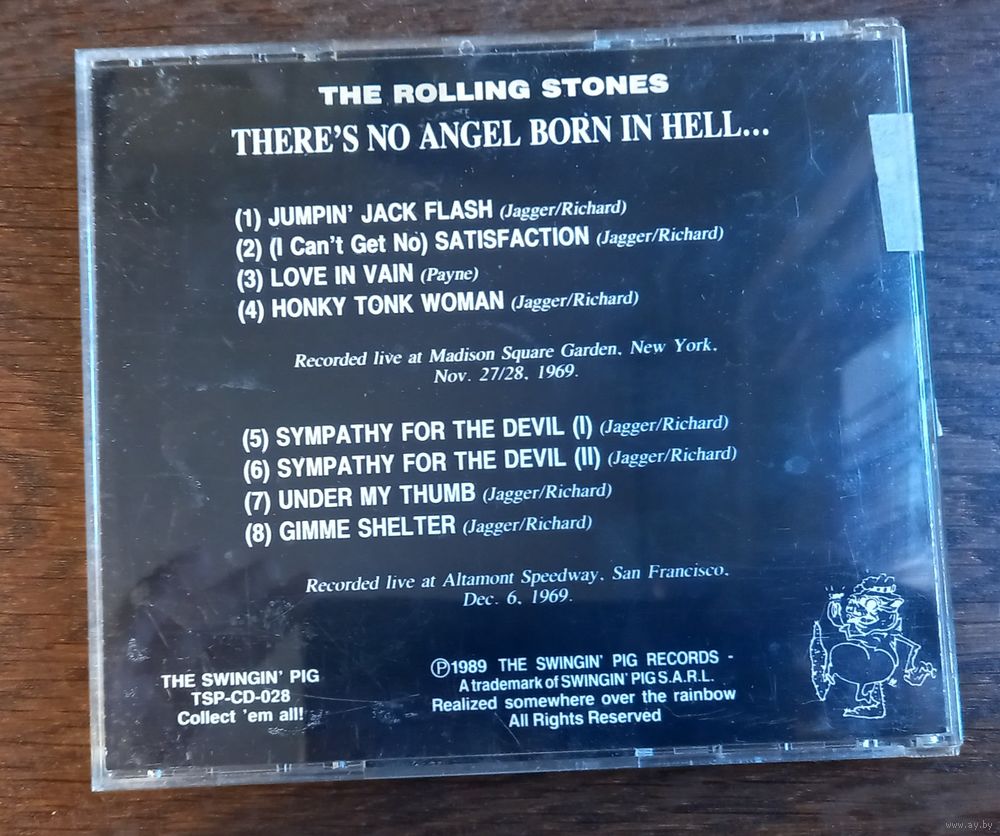 THE ROLLING STONES
THERE'S NO ANGEL BORN IN HELL...
(1) JUMPIN' JACK FLASH (Jagger/Richard)
(2) (I Can't Get No) SATISFACTION (Jagger/Richard)
(3) LOVE IN VAIN (Payne)
(4) HONKY TONK WOMAN (Jagger/Richard)
Recorded live at Madison Square Garden, New York,
Nov. 27/28, 1969.
(5) SYMPATHY FOR THE DEVIL (I) (Jagger/Richard)
(6) SYMPATHY FOR THE DEVIL (II) (Jagger/Richard)
(7) UNDER MY THUMB (Jagger/Richard)
(8) GIMME SHELTER (Jagger/Richard)
Recorded live at Altamont Speedway, San Francisco,
Dec. 6, 1969.
THE SWINGIN' PIG
TSP-CD-028
Collect 'em all!
Ⓟ1989 THE SWINGIN' PIG RECORDS -
A trademark of SWINGIN' PIG S.A.R.L.
Realized somewhere over the rainbow
All Rights Reserved
www.ay.by